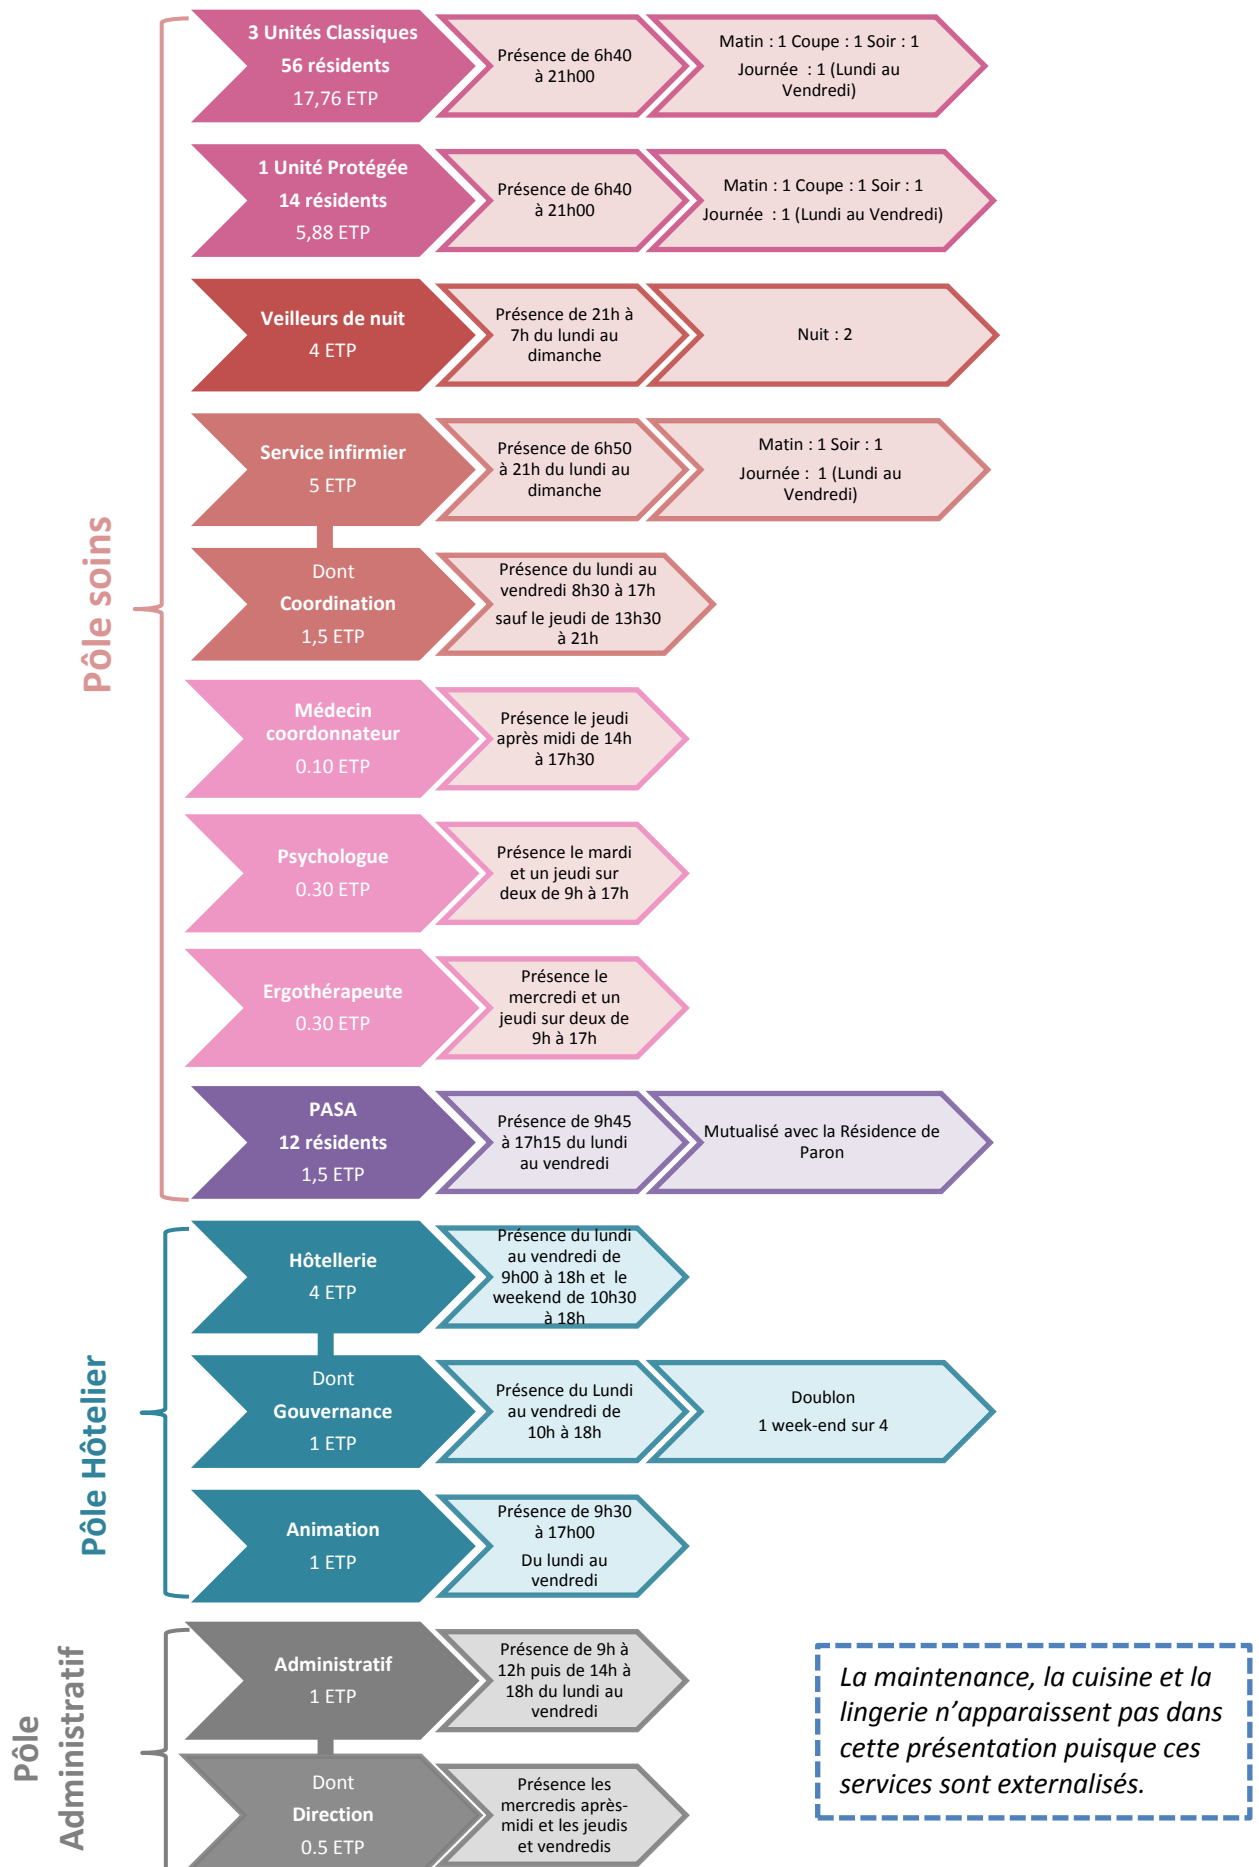 Pôle soins
3 Unités Classiques
56 résidents
17,76 ETP
Présence de 6h40
à 21h00
Matin : 1 Coupe : 1 Soir : 1
Journée : 1 (Lundi au
Vendredi)
1 Unité Protégée
14 résidents
5,88 ETP
Présence de 6h40
à 21h00
Matin : 1 Coupe : 1 Soir : 1
Journée : 1 (Lundi au Vendredi)
Veilleurs de nuit
4 ETP
Présence de 21h à
7h du lundi au
dimanche
Nuit : 2
Service infirmier
5 ETP
Présence de 6h50
à 21h du lundi au
dimanche
Matin : 1 Soir : 1
Journée : 1 (Lundi au
Vendredi)
Dont
Coordination
1,5 ETP
Présence du lundi au
vendredi 8h30 à 17h
sauf le jeudi de 13h30
à 21h
Médecin
coordonnateur
0.10 ETP
Présence le jeudi
après midi de 14h
à 17h30
Psychologue
0.30 ETP
Présence le mardi
et un jeudi sur
deux de 9h à 17h
Ergothérapeute
0.30 ETP
Présence le
mercredi et un
jeudi sur deux de
9h à 17h
PASA
12 résidents
1,5 ETP
Présence de 9h45
à 17h15 du lundi
au vendredi
Mutualisé avec la Résidence de
Paron
Pôle Hôtelier
Hôtellerie
4 ETP
Présence du lundi
au vendredi de
9h00 à 18h et le
weekend de 10h30
à 18h
Dont
Gouvernance
1 ETP
Présence du Lundi
au vendredi de
10h à 18h
Doublon
1 week-end sur 4
Animation
1 ETP
Présence de 9h30
à 17h00
Du lundi au
vendredi
Pôle
Administratif
Administratif
1 ETP
Présence de 9h à
12h puis de 14h à
18h du lundi au
vendredi
Dont
Direction
0.5 ETP
Présence les
mercredis après-
midi et les jeudis
et vendredis
La maintenance, la cuisine et la
lingerie n'apparaissent pas dans
cette présentation puisque ces
services sont externalisés.